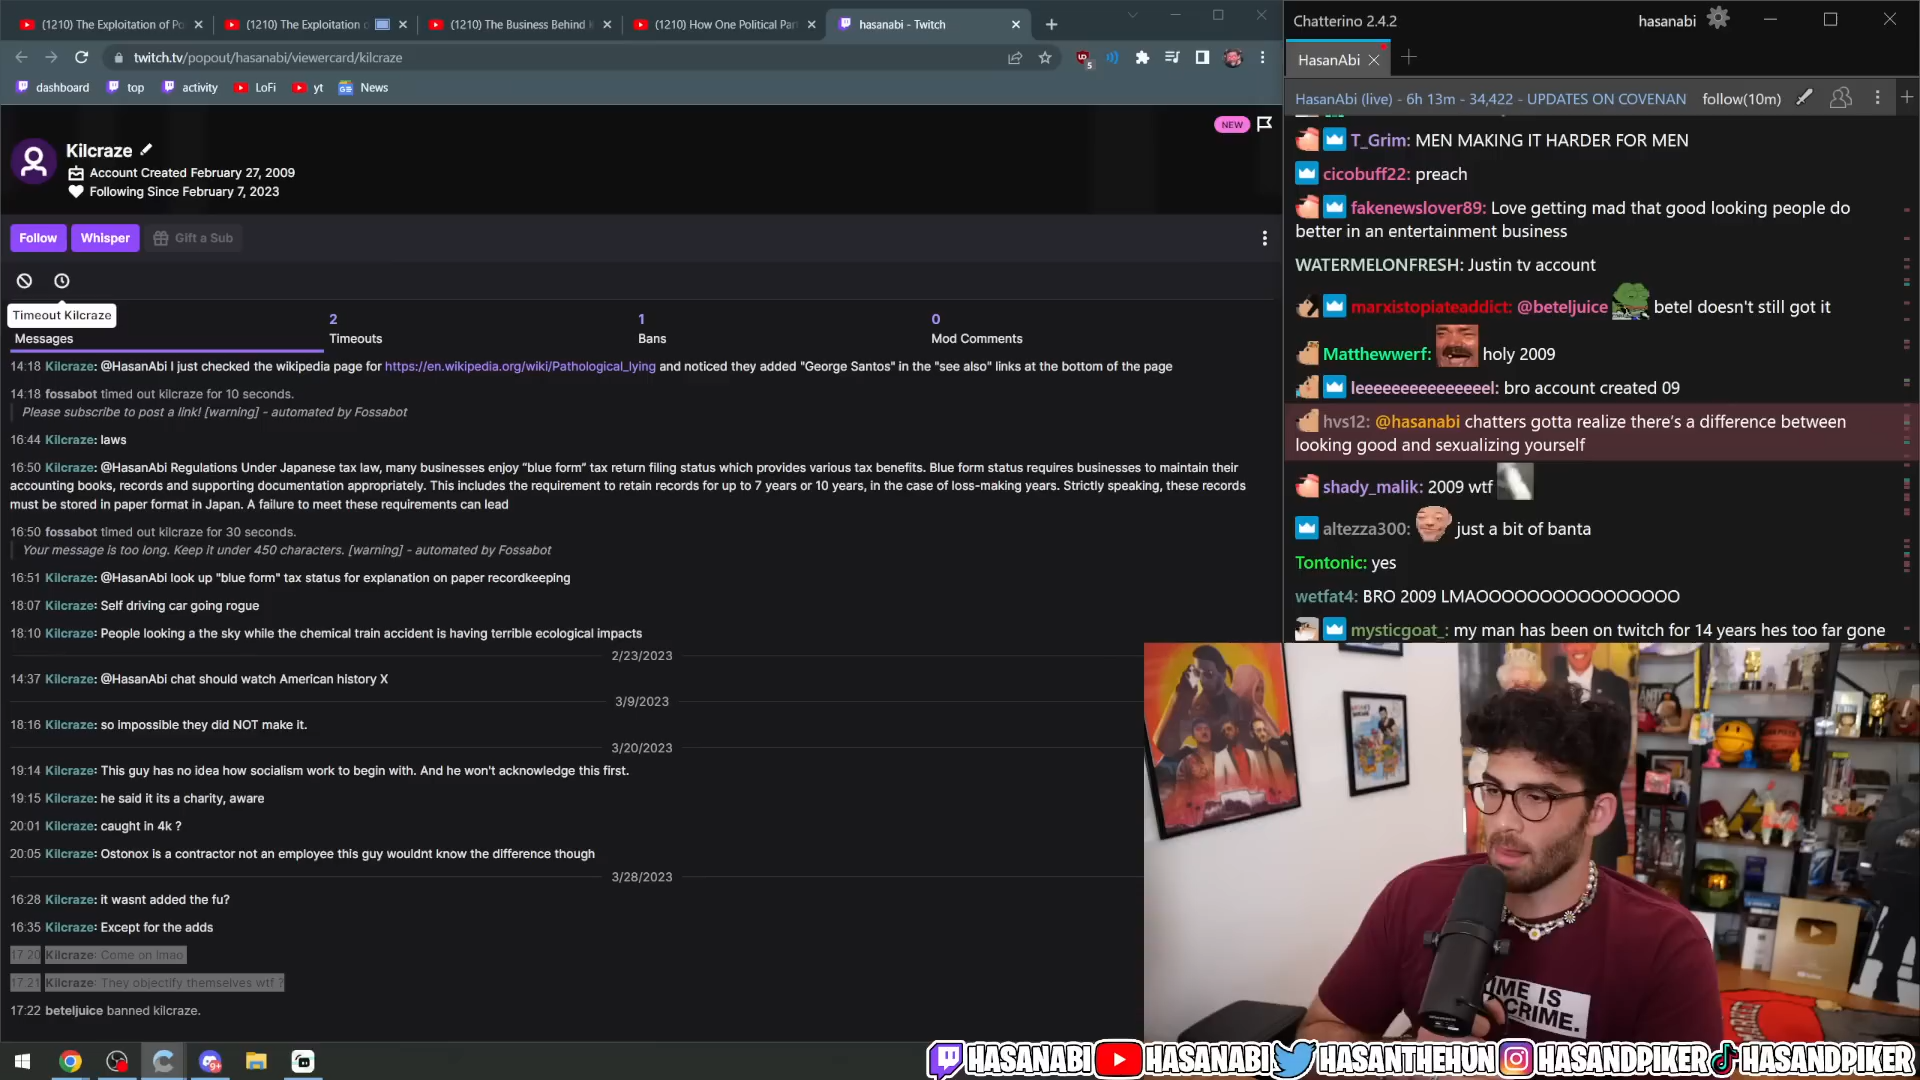 (1210) The Exploitation of Po
(1210) The Exploitation o
(1210) The Business Behind
(1210) How One Political Par
hasanabi - Twitch
twitch.tv/popout/hasanabi/viewercard/kilcraze
5
dashboard
top
activity
LoFi
yt
News
NEW
Kilcraze
Account Created February 27, 2009
Following Since February 7, 2023
Follow
Whisper
Gift a Sub
Timeout Kilcraze
Messages
2
Timeouts
1
Bans
0
Mod Comments
14:18 Kilcraze: @HasanAbi I just checked the wikipedia page for https://en.wikipedia.org/wiki/Pathological_lying and noticed they added "George Santos" in the "see also" links at the bottom of the page
14:18 fossabot timed out kilcraze for 10 seconds.
Please subscribe to post a link! [warning] - automated by Fossabot
16:44 Kilcraze: laws
16:50 Kilcraze: @HasanAbi Regulations Under Japanese tax law, many businesses enjoy “blue form” tax return filing status which provides various tax benefits. Blue form status requires businesses to maintain their
accounting books, records and supporting documentation appropriately. This includes the requirement to retain records for up to 7 years or 10 years, in the case of loss-making years. Strictly speaking, these records
must be stored in paper format in Japan. A failure to meet these requirements can lead
16:50 fossabot timed out kilcraze for 30 seconds.
Your message is too long. Keep it under 450 characters. [warning] - automated by Fossabot
16:51 Kilcraze: @HasanAbi look up "blue form" tax status for explanation on paper recordkeeping
18:07 Kilcraze: Self driving car going rogue
18:10 Kilcraze: People looking a the sky while the chemical train accident is having terrible ecological impacts
2/23/2023
14:37 Kilcraze: @HasanAbi chat should watch American history X
3/9/2023
18:16 Kilcraze: so impossible they did NOT make it.
3/20/2023
19:14 Kilcraze: This guy has no idea how socialism work to begin with. And he won't acknowledge this first.
19:15 Kilcraze: he said it its a charity, aware
20:01 Kilcraze: caught in 4k ?
20:05 Kilcraze: Ostonox is a contractor not an employee this guy wouldnt know the difference though
3/28/2023
16:28 Kilcraze: it wasnt added the fu?
16:35 Kilcraze: Except for the adds
17:20 Kilcraze: Come on lmao
17:21 Kilcraze: They objectify themselves wtf ?
17:22 beteljuice banned kilcraze.
Chatterino 2.4.2
hasanabi
HasanAbi
HasanAbi (live) - 6h 13m - 34,422 - UPDATES ON COVENAN
follow(10m)
T_Grim: MEN MAKING IT HARDER FOR MEN
cicobuff22: preach
fakenewslover89: Love getting mad that good looking people do
better in an entertainment business
WATERMELONFRESH: Justin tv account
marxistopiateaddict: @beteljuice betel doesn't still got it
Matthewwerf: holy 2009
leeeeeeeeeeeeeel: bro account created 09
hvs12: @hasanabi chatters gotta realize there's a difference between
looking good and sexualizing yourself
shady_malik: 2009 wtf
altezza300: just a bit of banta
Tontonic: yes
wetfat4: BRO 2009 LMAOOOOOOOOOOOOOOOO
mysticgoat_: my man has been on twitch for 14 years hes too far gone
IME IS
CRIME.
HASANABI
HASANABI
HASANTHEHUN
HASANDPIKER
HASANDPIKER